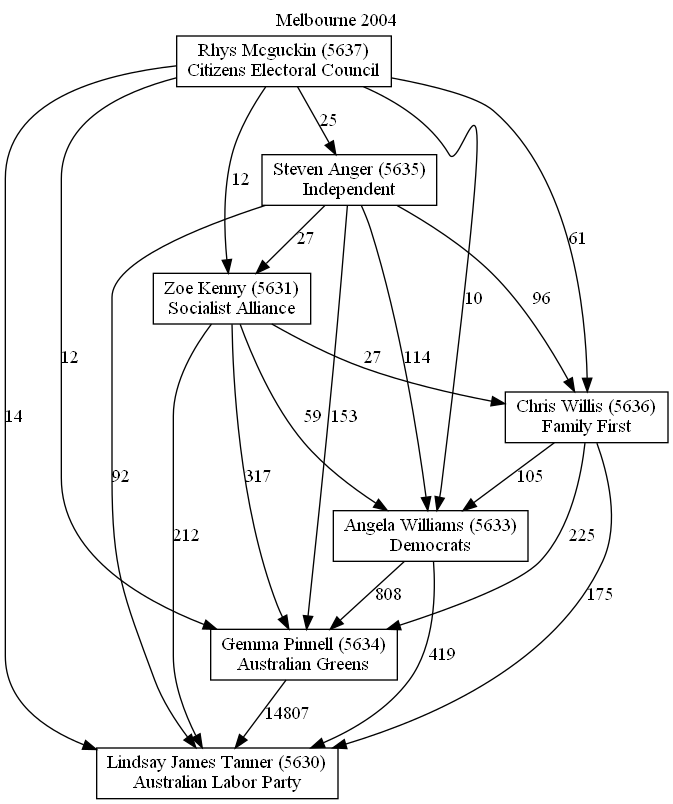 Melbourne 2004
Rhys Mcguckin (5637)
Citizens Electoral Council
25
Steven Anger (5635)
Independent
12
27
61
Zoe Kenny (5631)
Socialist Alliance
10
96
12
27
114
14
Chris Willis (5636)
Family First
59
153
92
317
105
212
Angela Williams (5633)
Democrats
225
808
175
Gemma Pinnell (5634)
Australian Greens
419
14807
Lindsay James Tanner (5630)
Australian Labor Party